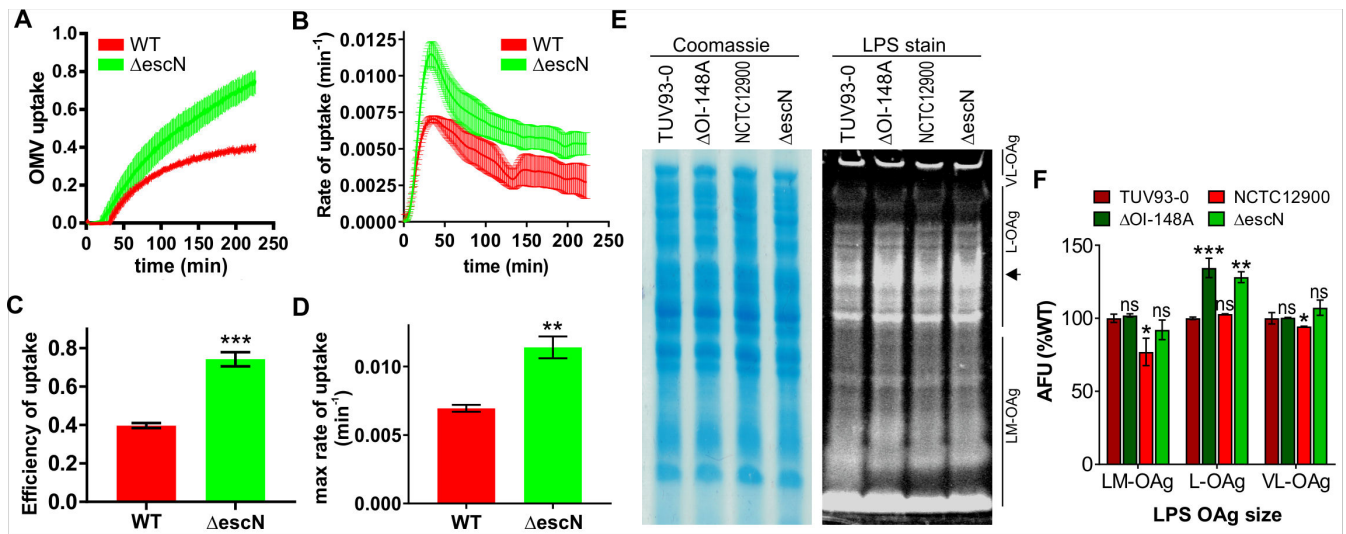 A
WT
ΔescN
OMV uptake
1.0
0.8
0.6
0.4
0.2
0.0
0 50 100 150 200 250
time (min)
B
WT
ΔescN
Rate of uptake (min⁻¹)
0.0125
0.0100
0.0075
0.0050
0.0025
0.0000
0 50 100 150 200 250
time (min)
C
Efficiency of uptake
0.8
0.6
0.4
0.2
0.0
***
WT ΔescN
D
max rate of uptake
(min⁻¹)
0.010
0.005
0.000
**
WT ΔescN
E
Coomassie
LPS stain
TUV93-0
ΔOI-148A
NCTC12900
ΔescN
TUV93-0
ΔOI-148A
NCTC12900
ΔescN
VL-OAg
L-OAg
LM-OAg
F
TUV93-0 NCTC12900
ΔOI-148A ΔescN
AFU (%WT)
150
100
50
0
ns * ns
*** ns **
ns * ns
LM-OAg L-OAg VL-OAg
LPS OAg size